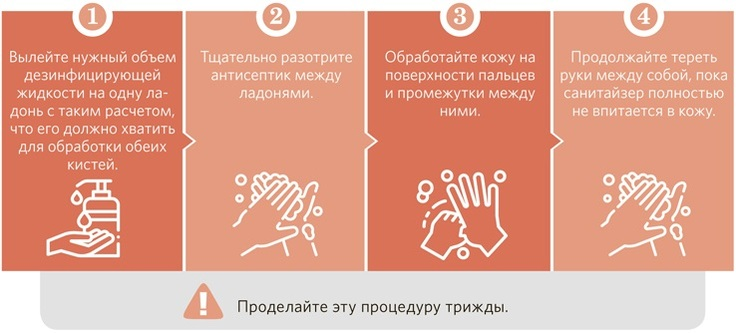 1
Вылейте нужный объем
дезинфицирующей
жидкости на одну ла-
донь с таким расчетом,
что его должно хватить
для обработки обеих
кистей.
2
Тщательно разотрите
антисептик между
ладонями.
3
Обработайте кожу на
поверхности пальцев
и промежутки между
ними.
4
Продолжайте тереть
руки между собой, пока
санитайзер полностью
не впитается в кожу.
! Проделайте эту процедуру трижды.